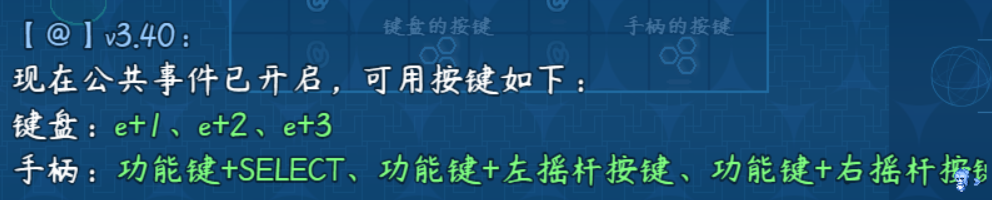 键盘的按键 手柄的按键
【@】v3.40：
现在公共事件已开启，可用按键如下：
键盘：e+1、e+2、e+3
手柄：功能键+SELECT、功能键+左摇杆按键、功能键+右摇杆按键